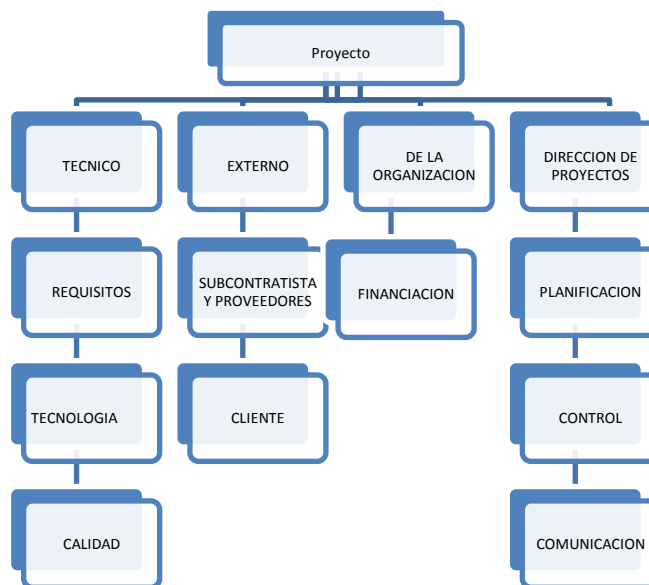 Proyecto
TECNICO
EXTERNO
DE LA
ORGANIZACION
DIRECCION DE
PROYECTOS
REQUISITOS
SUBCONTRATISTA
Y PROVEEDORES
FINANCIACION
PLANIFICACION
TECNOLOGIA
CLIENTE
CONTROL
CALIDAD
COMUNICACION